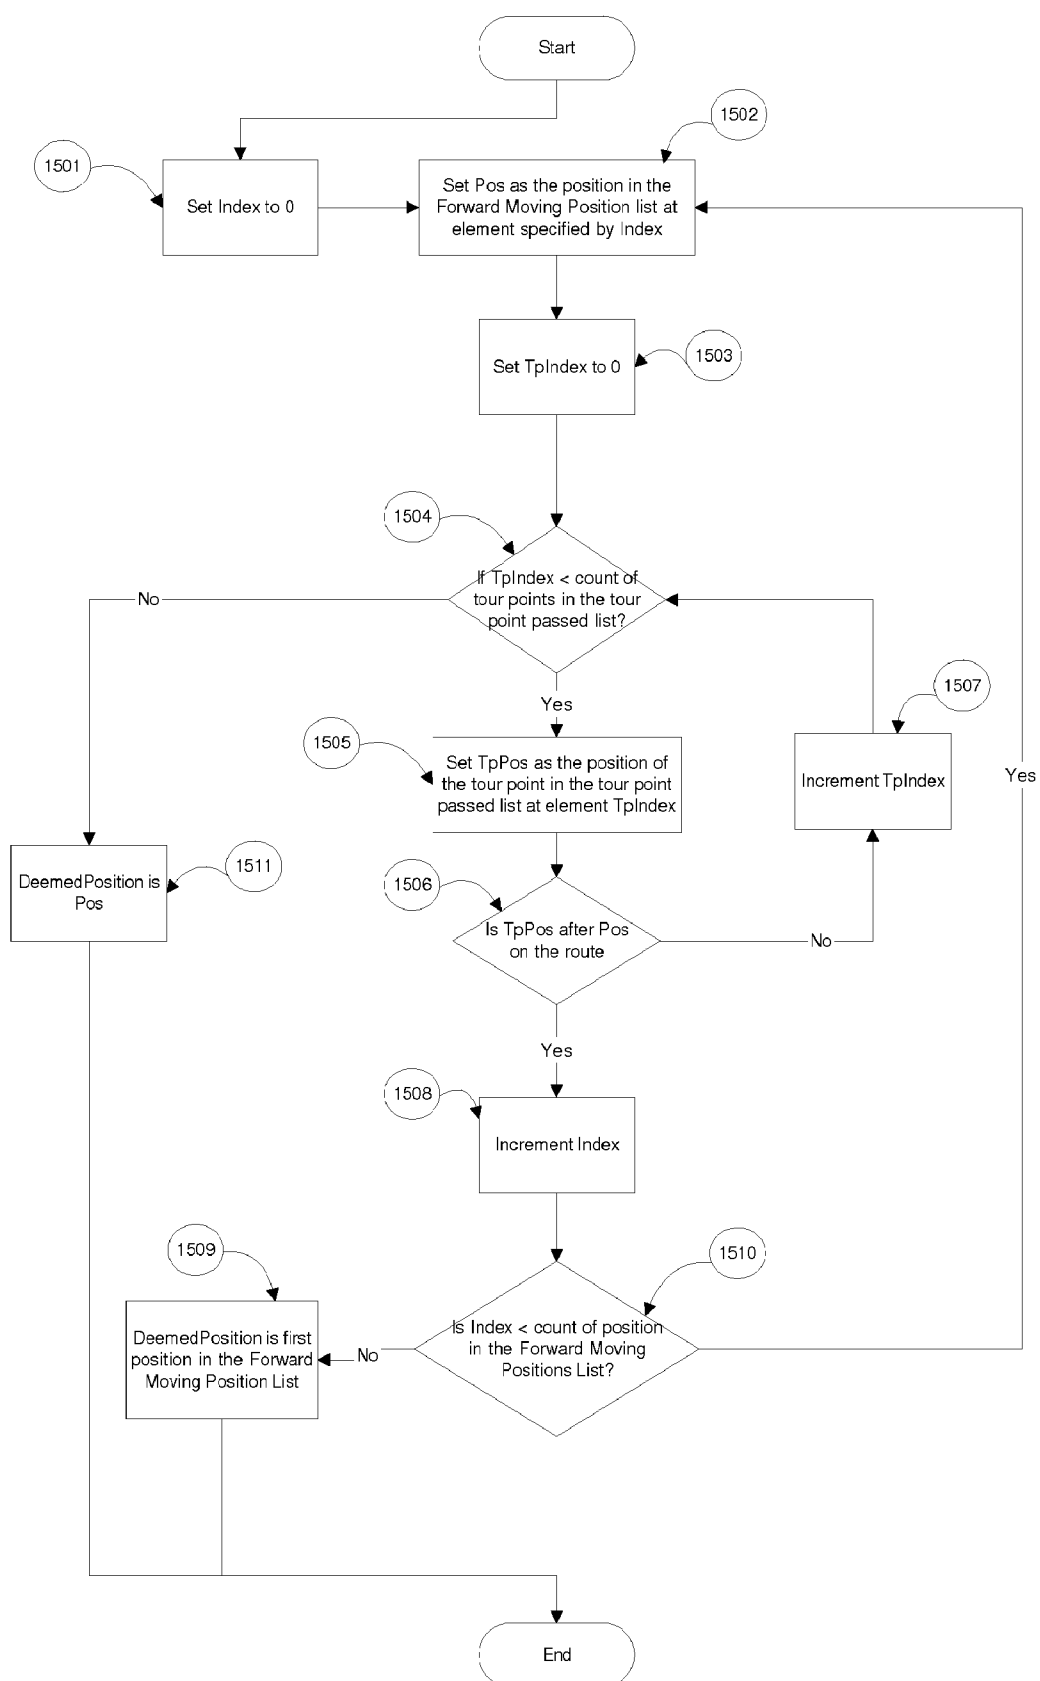 Start
1502
1501
Set Index to 0
Set Pos as the position in the
Forward Moving Position list at
element specified by Index
1503
Set TpIndex to 0
1504
If TpIndex < count of
tour points in the tour
point passed list?
No
Yes
1507
1505
Set TpPos as the position of
the tour point in the tour point
passed list at element TpIndex
Increment TpIndex
Yes
1511
DeemedPosition is
Pos
1506
Is TpPos after Pos
on the route
No
Yes
1508
Increment Index
1509
1510
DeemedPosition is first
position in the Forward
Moving Position List
No
Is Index < count of position
in the Forward Moving
Positions List?
End